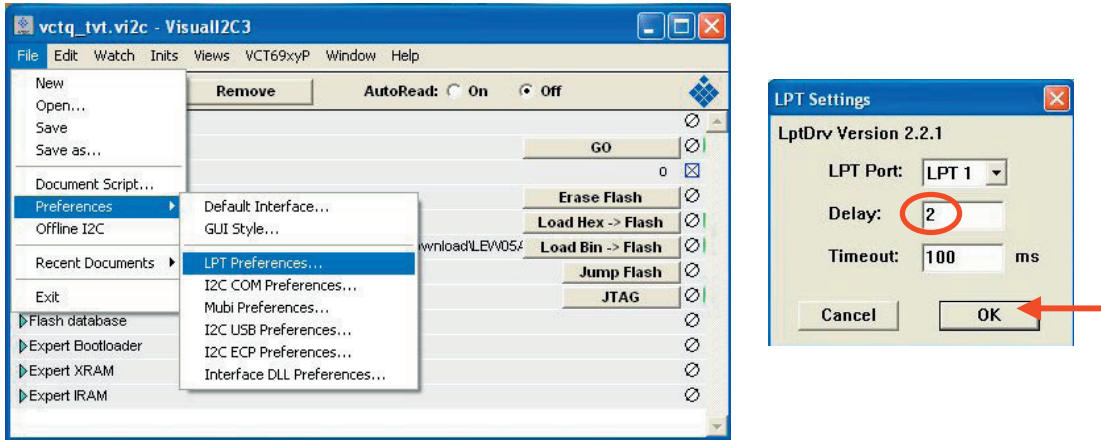 vctq_tvt.vi2c - VisualI2C3
File Edit Watch Inits Views VCT69xyP Window Help
New
Open...
Save
Save as...
Document Script...
Preferences
Offline I2C
Recent Documents
Exit
Remove AutoRead: On Off
GO
0
Erase Flash
Load Hex -> Flash
Load Bin -> Flash
Jump Flash
JTAG
Default Interface...
GUI Style...
LPT Preferences...
I2C COM Preferences...
Mubi Preferences...
I2C USB Preferences...
I2C ECP Preferences...
Interface DLL Preferences...
Flash database
Expert Bootloader
Expert XRAM
Expert IRAM
LPT Settings
LptDrv Version 2.2.1
LPT Port: LPT 1
Delay: 2
Timeout: 100 ms
Cancel OK